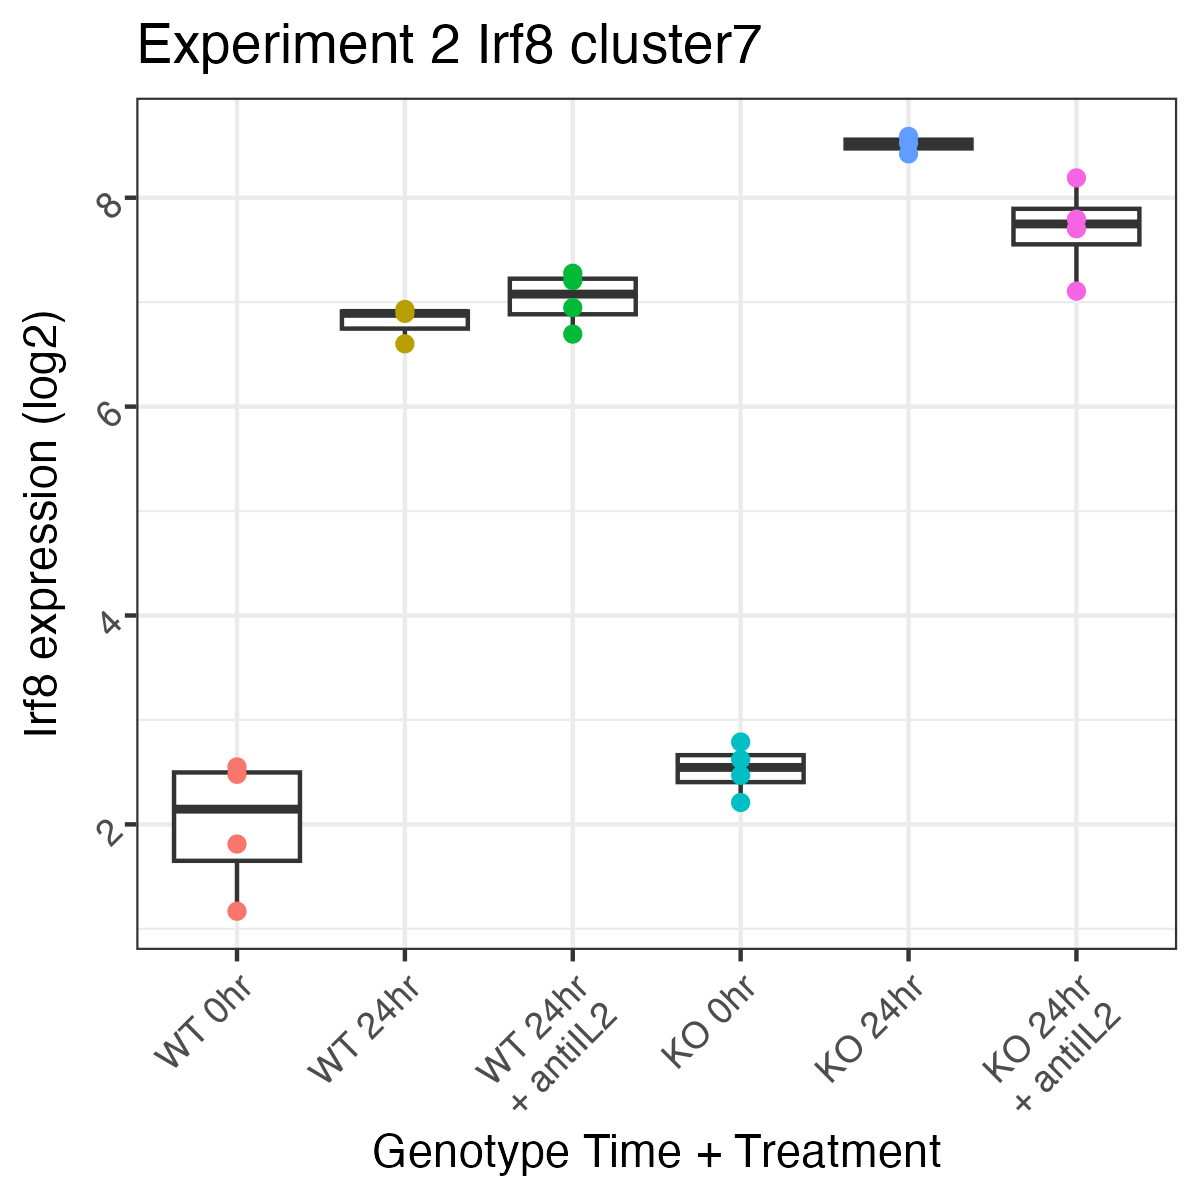 Experiment 2 Irf8 cluster7
Irf8 expression (log2)
8
6
4
2
WT 0hr
WT 24hr
WT 24hr
+ antiIL2
KO 0hr
KO 24hr
KO 24hr
+ antiIL2
Genotype Time + Treatment